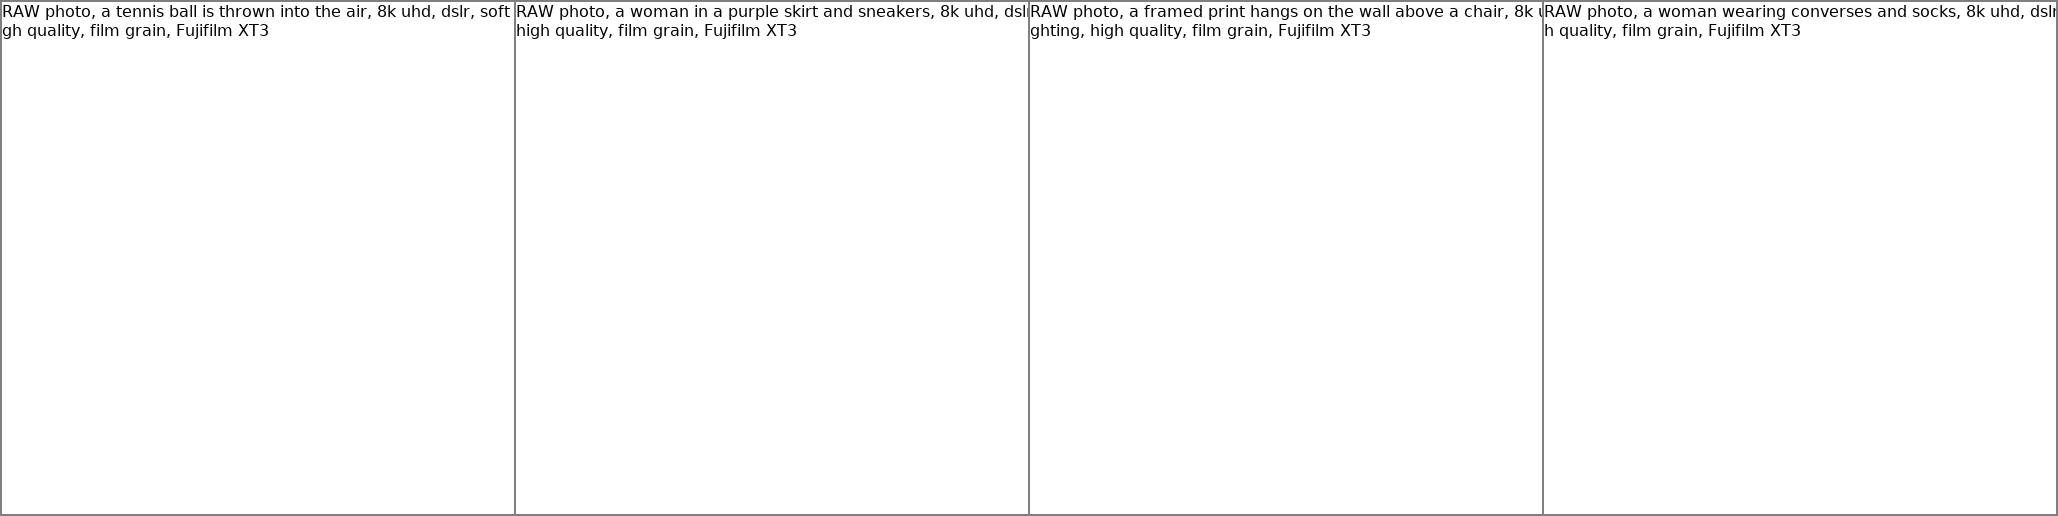 RAW photo, a tennis ball is thrown into the air, 8k uhd, dslr, soft
gh quality, film grain, Fujifilm XT3
RAW photo, a woman in a purple skirt and sneakers, 8k uhd,
high quality, film grain, Fujifilm XT3
RAW photo, a framed print hangs on the wall above a chair, 8k
ghting, high quality, film grain, Fujifilm XT3
RAW photo, a woman wearing converses and socks, 8k uhd, dslr
h quality, film grain, Fujifilm XT3